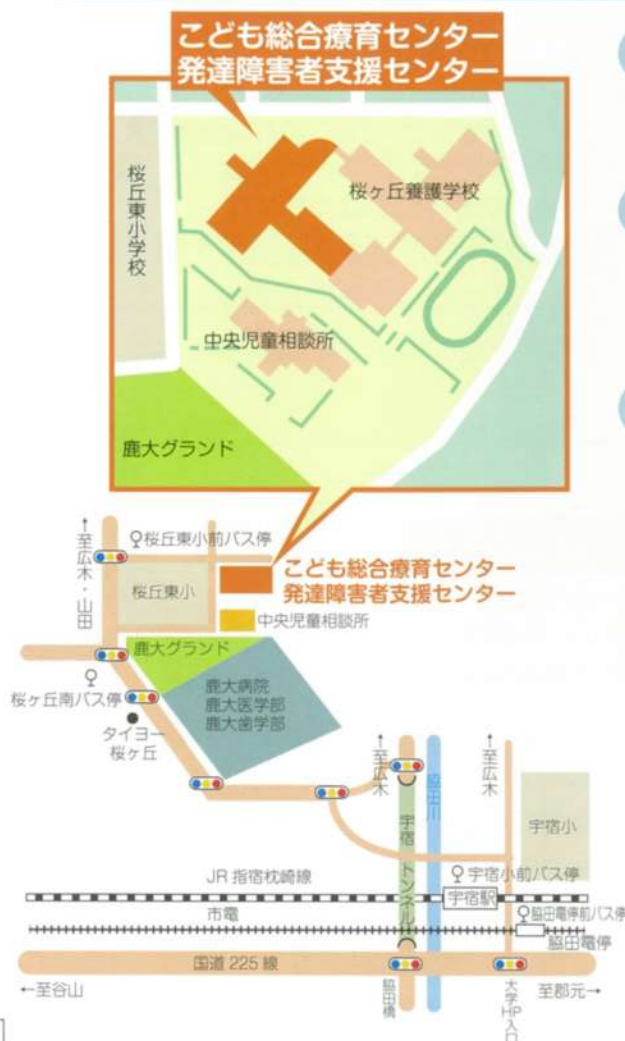 こども総合療育センター
発達障害者支援センター
桜丘東小学校
桜ヶ丘養護学校
中央児童相談所
鹿大グランド
↑至広木・山田
桜丘東小前バス停
こども総合療育センター
発達障害者支援センター
桜丘東小
中央児童相談所
鹿大グランド
桜ヶ丘南バス停
鹿大病院
鹿大医学部
鹿大歯学部
タイヨー
桜ヶ丘
↑至広木
↑至広木
宇宿トンネル
脇田川
宇宿小
宇宿小前バス停
JR指宿枕崎線
宇宿駅
市電
脇田電停前バス停
脇田電停
国道225線
←至谷山
脇田橋
大学HP入口
至郡元→